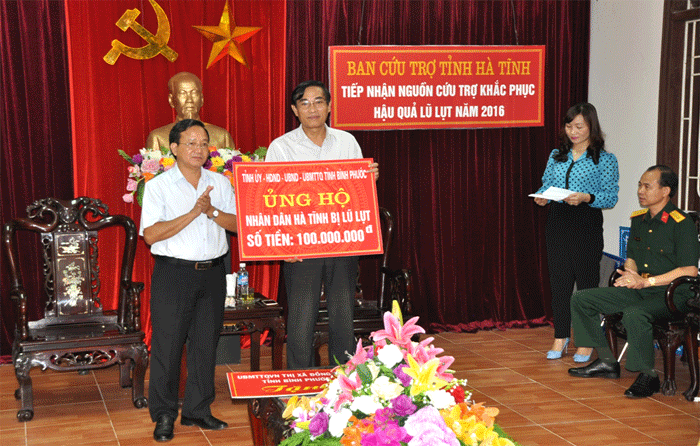 BAN CỨU TRỢ TỈNH HÀ TĨNH
TIẾP NHẬN NGUỒN CỨU TRỢ KHẮC PHỤC
HẬU QUẢ LŨ LỤT NĂM 2016
TỈNH ỦY - HĐND - UBND - UBMTTQ TỈNH BÌNH PHƯỚC
ỦNG HỘ
NHÂN DÂN HÀ TĨNH BỊ LŨ LỤT
SỐ TIỀN: 100.000.000đ
UBMTTQVN THỊ XÃ ĐỒNG
TỈNH BÌNH PHƯỚC